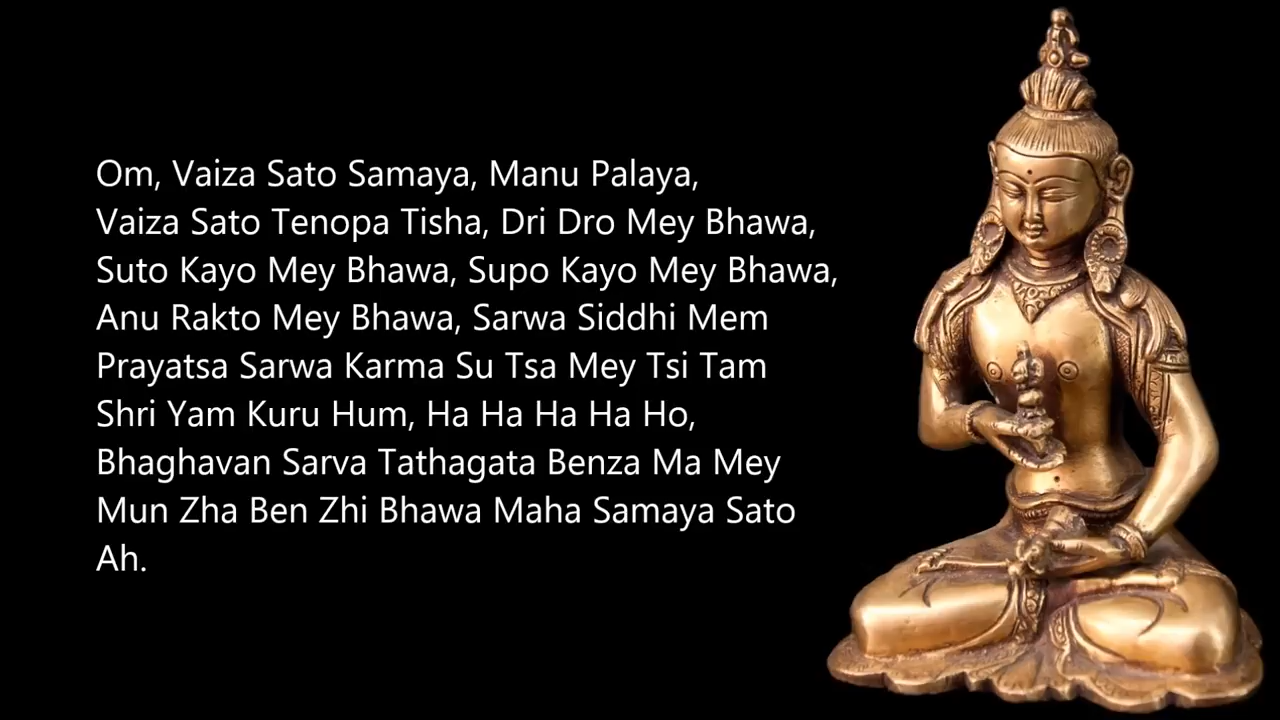 Om, Vaiza Sato Samaya, Manu Palaya,
Vaiza Sato Tenopa Tisha, Dri Dro Mey Bhawa,
Suto Kayo Mey Bhawa, Supo Kayo Mey Bhawa,
Anu Rakto Mey Bhawa, Sarwa Siddhi Mem
Prayatsa Sarwa Karma Su Tsa Mey Tsi Tam
Shri Yam Kuru Hum, Ha Ha Ha Ha Ho,
Bhaghavan Sarva Tathagata Benza Ma Mey
Mun Zha Ben Zhi Bhawa Maha Samaya Sato
Ah.